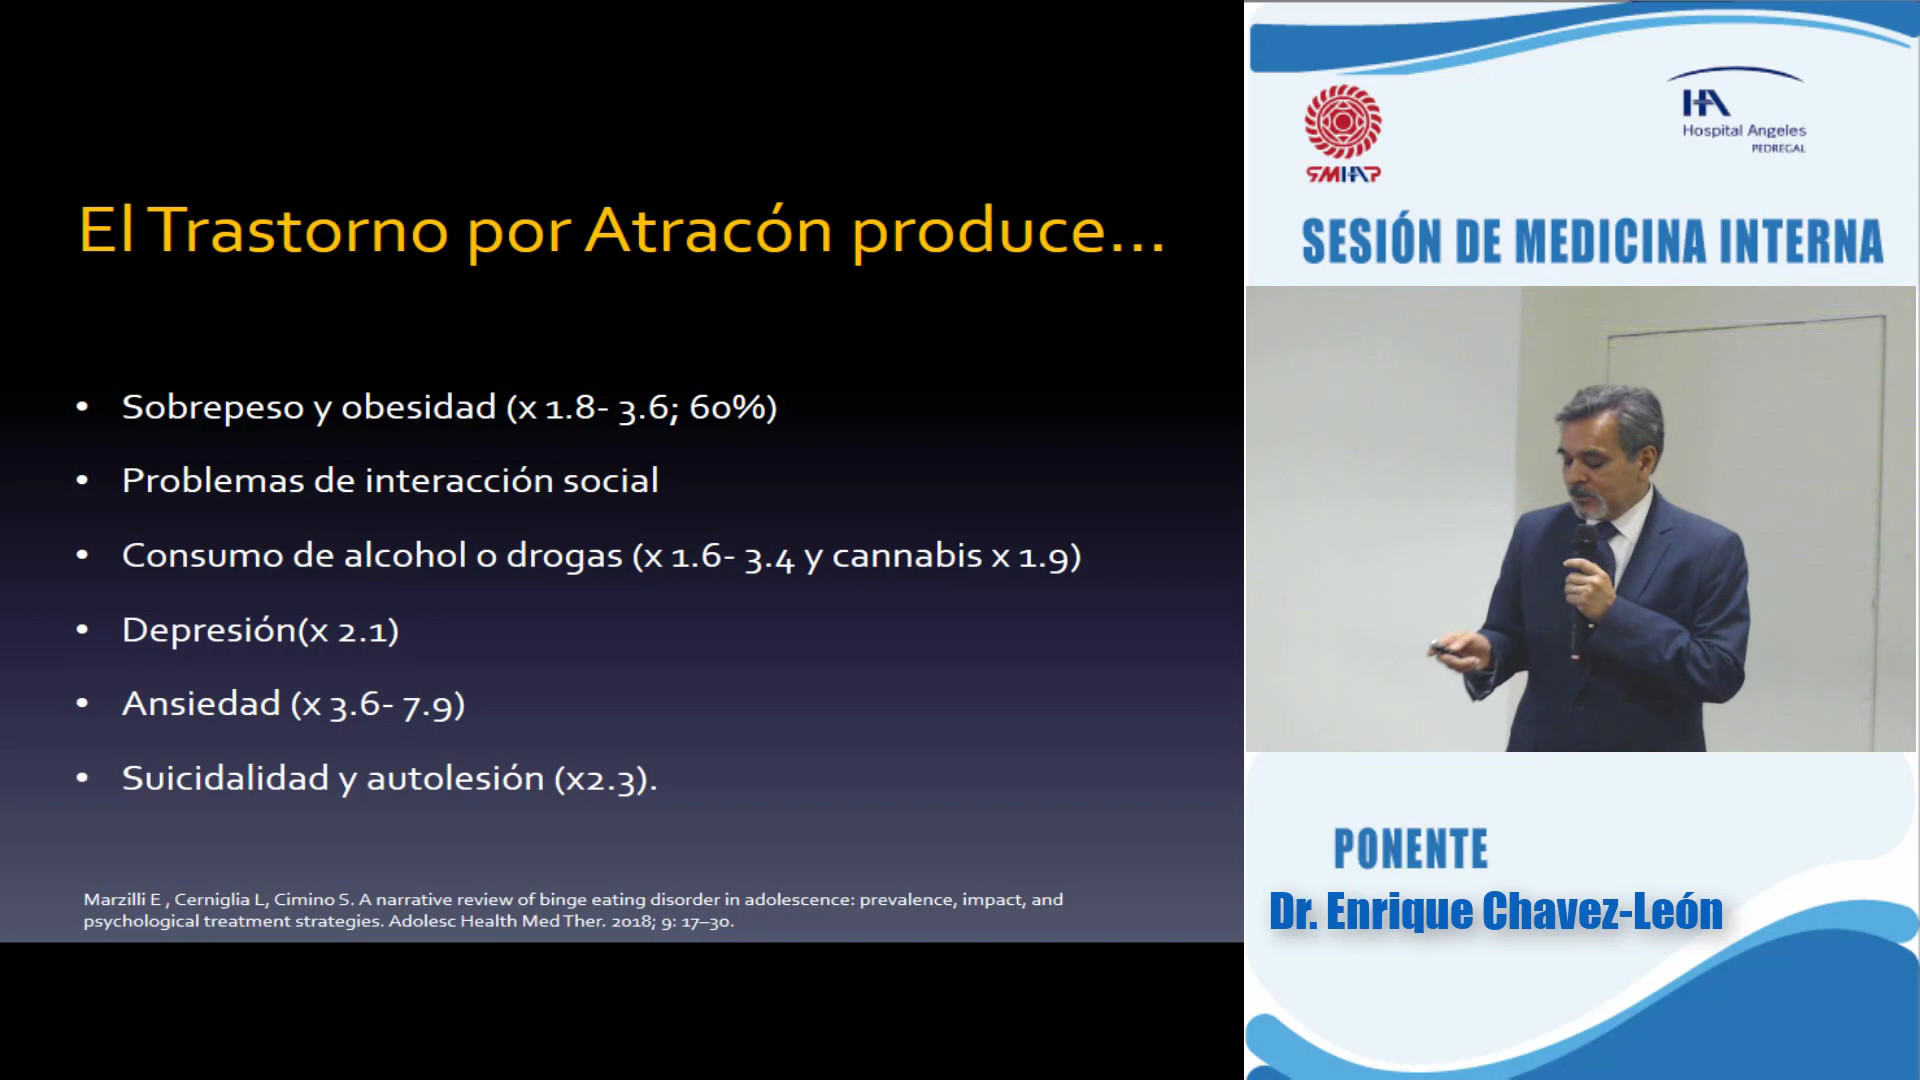 El Trastorno por Atracón produce...
• Sobrepeso y obesidad (x 1.8- 3.6; 60%)
• Problemas de interacción social
• Consumo de alcohol o drogas (x 1.6- 3.4 y cannabis x 1.9)
• Depresión(x 2.1)
• Ansiedad (x 3.6- 7.9)
• Suicidalidad y autolesión (x2.3).
Marzilli E , Cerniglia L, Cimino S. A narrative review of binge eating disorder in adolescence: prevalence, impact, and
psychological treatment strategies. Adolesc Health Med Ther. 2018; 9: 17–30.
SMHAP
HA
Hospital Angeles
PEDREGAL
SESIÓN DE MEDICINA INTERNA
PONENTE
Dr. Enrique Chavez-León